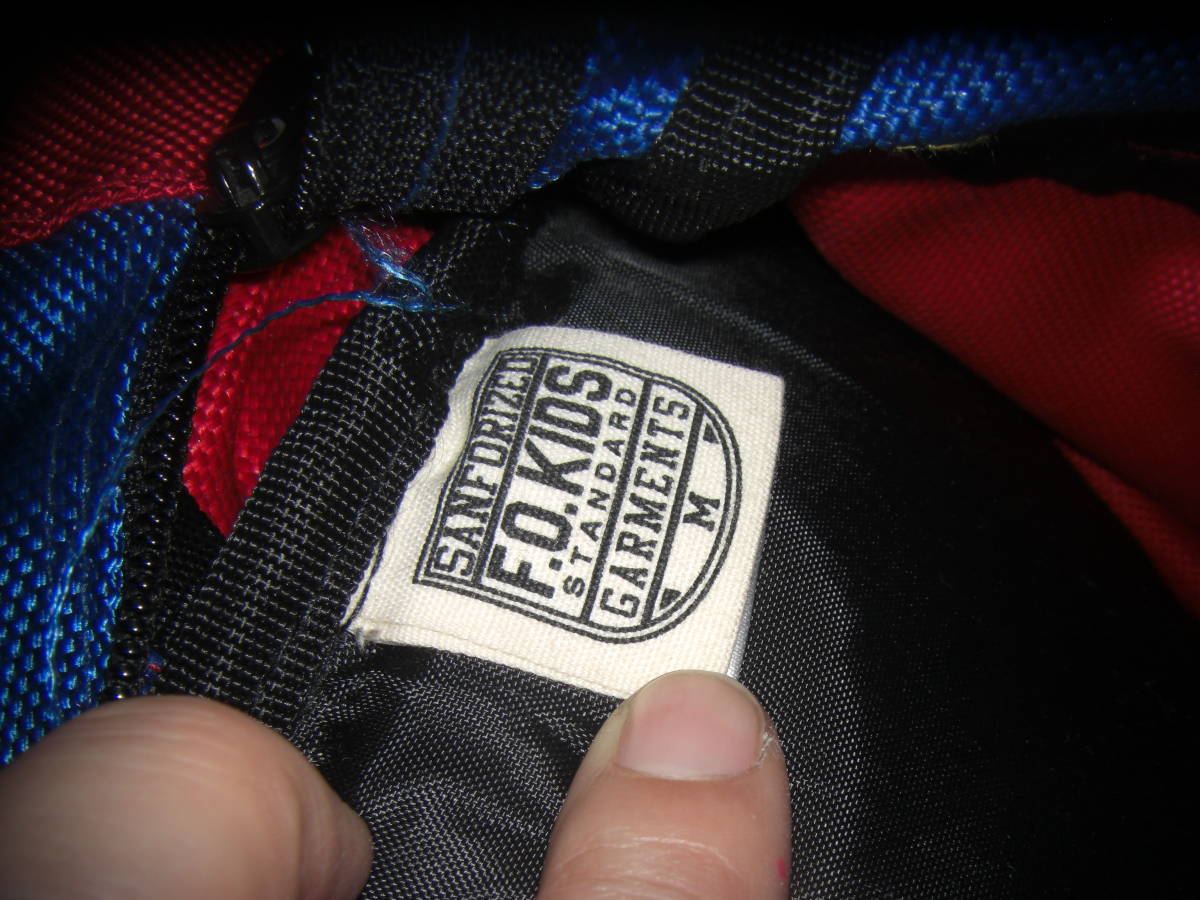 SANFORIZED
F.O.KIDS
STANDARD
GARMENTS
M